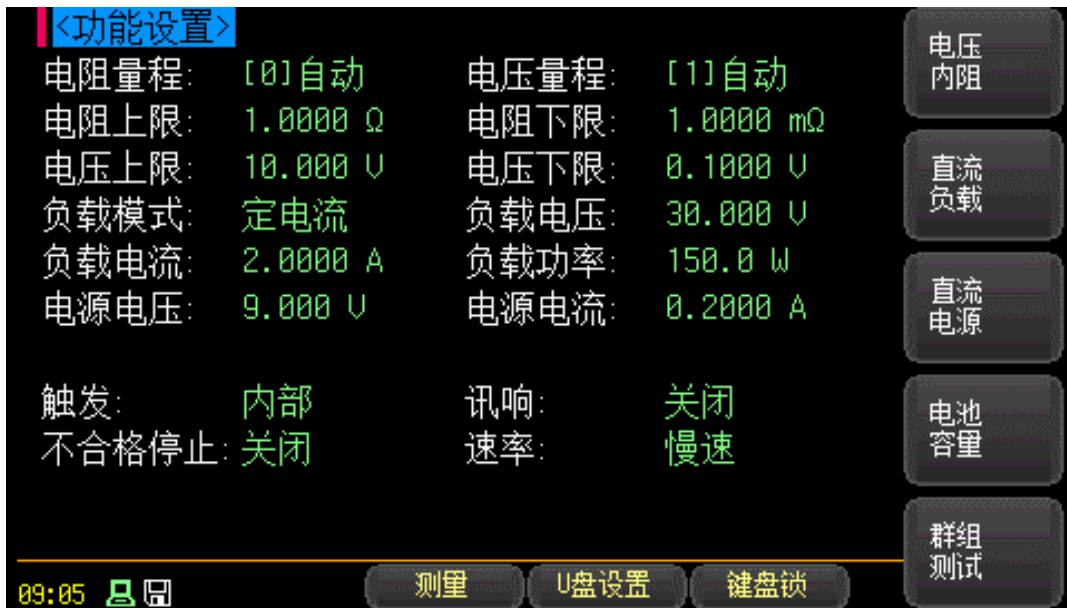 <功能设置>
电阻量程: [0]自动 电压量程: [1]自动
电阻上限: 1.0000 Ω 电阻下限: 1.0000 mΩ
电压上限: 10.000 V 电压下限: 0.1000 V
负载模式: 定电流 负载电压: 30.000 V
负载电流: 2.0000 A 负载功率: 150.0 W
电源电压: 9.000 V 电源电流: 0.2000 A
触发: 内部 讯响: 关闭
不合格停止: 关闭 速率: 慢速
电压
内阻
直流
负载
直流
电源
电池
容量
群组
测试
09:05 测量 U盘设置 键盘锁